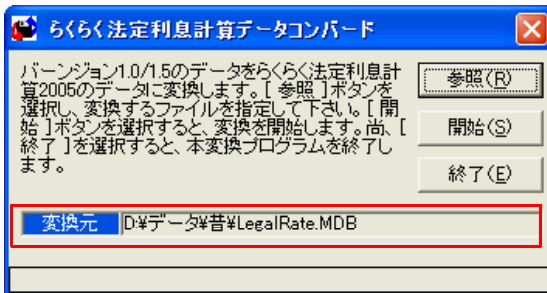 らくらく法定利息計算データコンバード
バーンジョン1.0/1.5のデータをらくらく法定利息計
算2005のデータに変換します。[ 参照 ]ボタンを
選択し、変換するファイルを指定して下さい。[ 開
始 ]ボタンを選択すると、変換を開始します。尚、[
終了 ]を選択すると、本変換プログラムを終了し
ます。
参照(R)
開始(S)
終了(E)
変換元 D:¥データ¥昔¥LegalRate.MDB